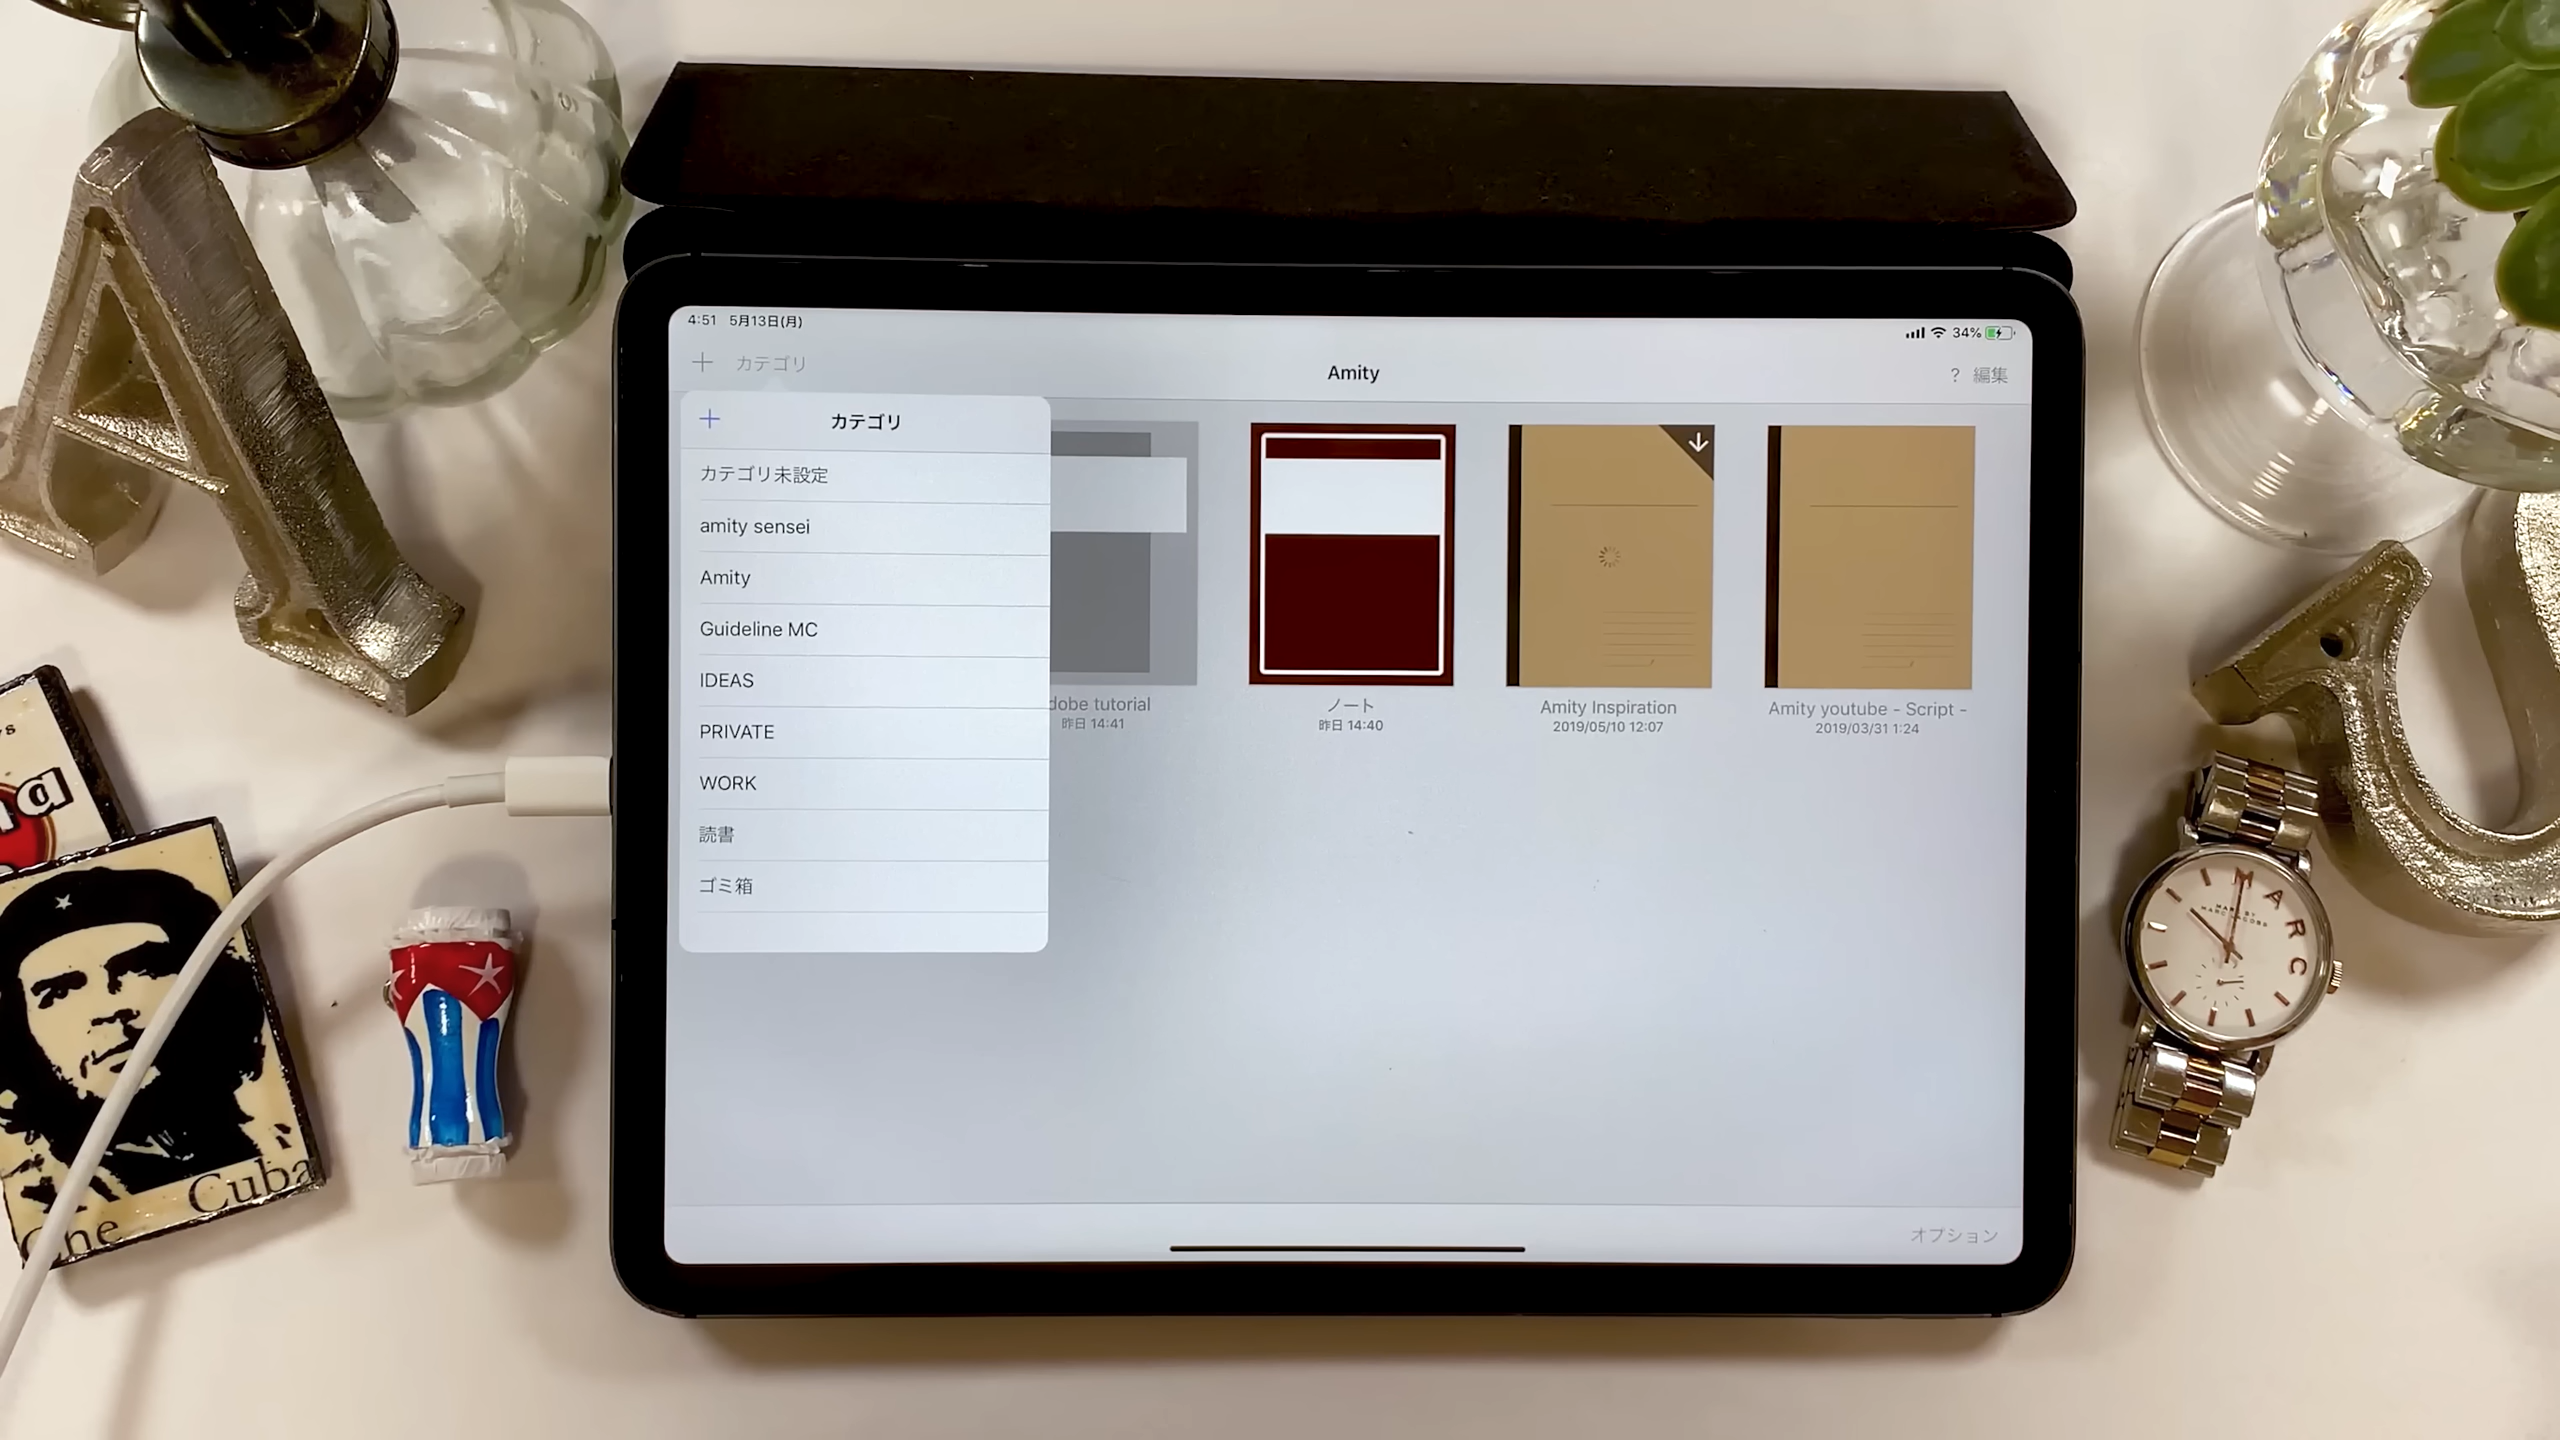 4:51 5月13日(月)
34%
+ カテゴリ
Amity
? 編集
+ カテゴリ
カテゴリ未設定
amity sensei
Amity
Guideline MC
IDEAS
PRIVATE
WORK
読書
ゴミ箱
dobe tutorial
昨日 14:41
ノート
昨日 14:40
Amity Inspiration
2019/05/10 12:07
Amity youtube - Script -
2019/03/31 1:24
オプション
MARC
MARC BY
MARC JACOBS
Cuba
Che